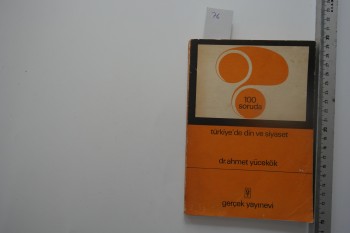 100
soruda
türkiye'de din ve siyaset
dr ahmet yücekök
gerçek yayınevi